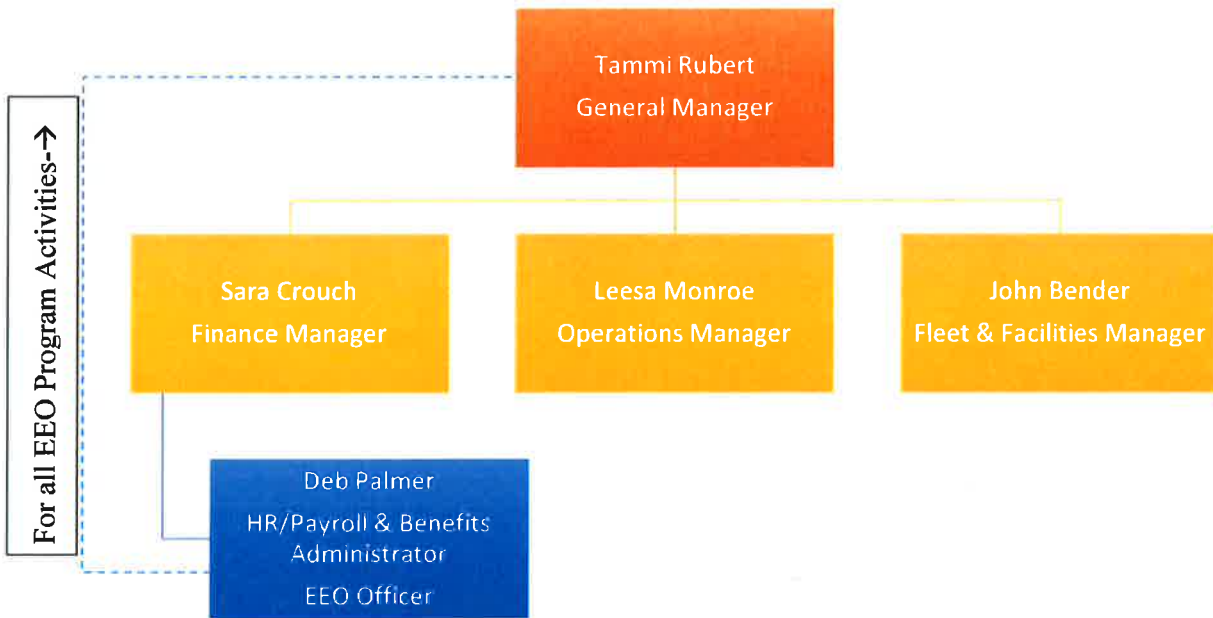 For all EEO Program Activities-→
Tammi Rubert
General Manager
Sara Crouch
Finance Manager
Leesa Monroe
Operations Manager
John Bender
Fleet & Facilities Manager
Deb Palmer
HR/Payroll & Benefits
Administrator
EEO Officer